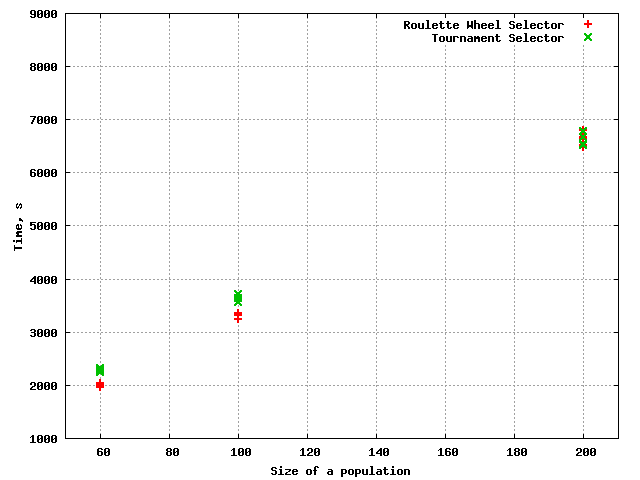 9000
8000
7000
6000
5000
4000
3000
2000
1000
Time, s
Roulette Wheel Selector
Tournament Selector
60 80 100 120 140 160 180 200
Size of a population